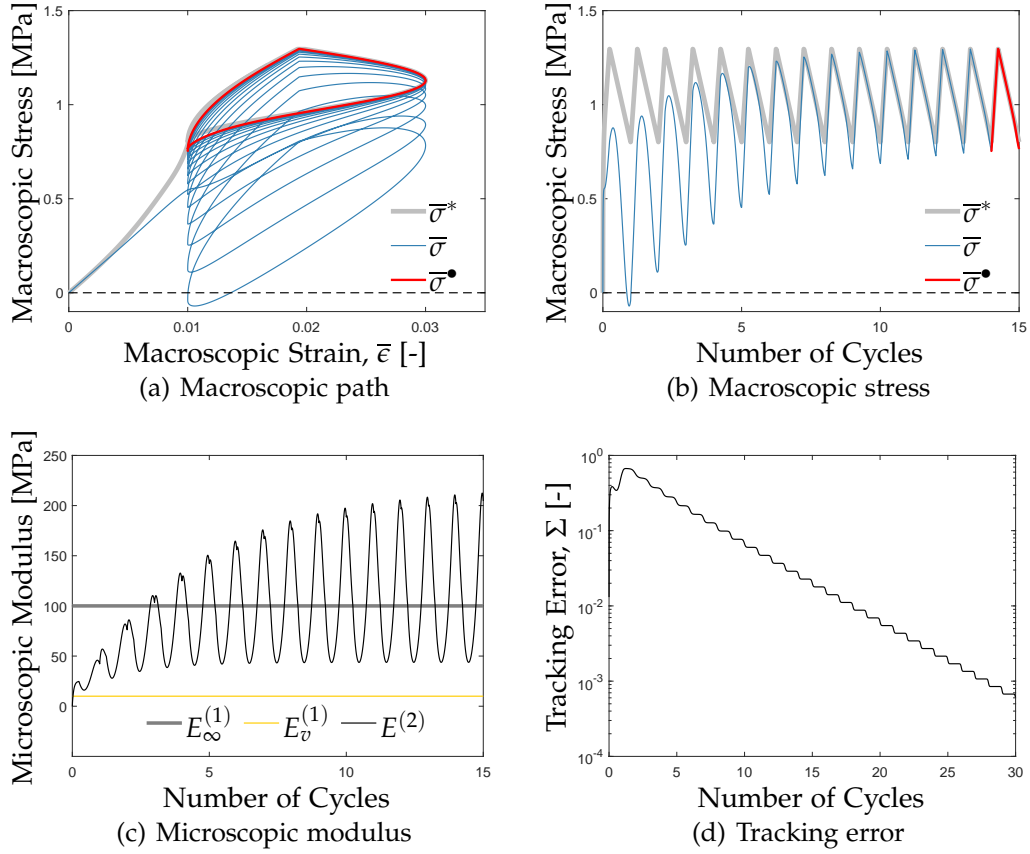 Macroscopic Stress [MPa]
1.5
1
0.5
0
σ̅*
σ̅
σ̅•
0
0.01
0.02
0.03
Macroscopic Strain, ε̅ [-]
(a) Macroscopic path
Macroscopic Stress [MPa]
1.5
1
0.5
0
σ̅*
σ̅
σ̅•
0
5
10
15
Number of Cycles
(b) Macroscopic stress
Microscopic Modulus [MPa]
250
200
150
100
50
0
E∞(1)
Ev(1)
E(2)
0
5
10
15
Number of Cycles
(c) Microscopic modulus
Tracking Error, Σ [-]
10^0
10^-1
10^-2
10^-3
10^-4
0
5
10
15
20
25
30
Number of Cycles
(d) Tracking error